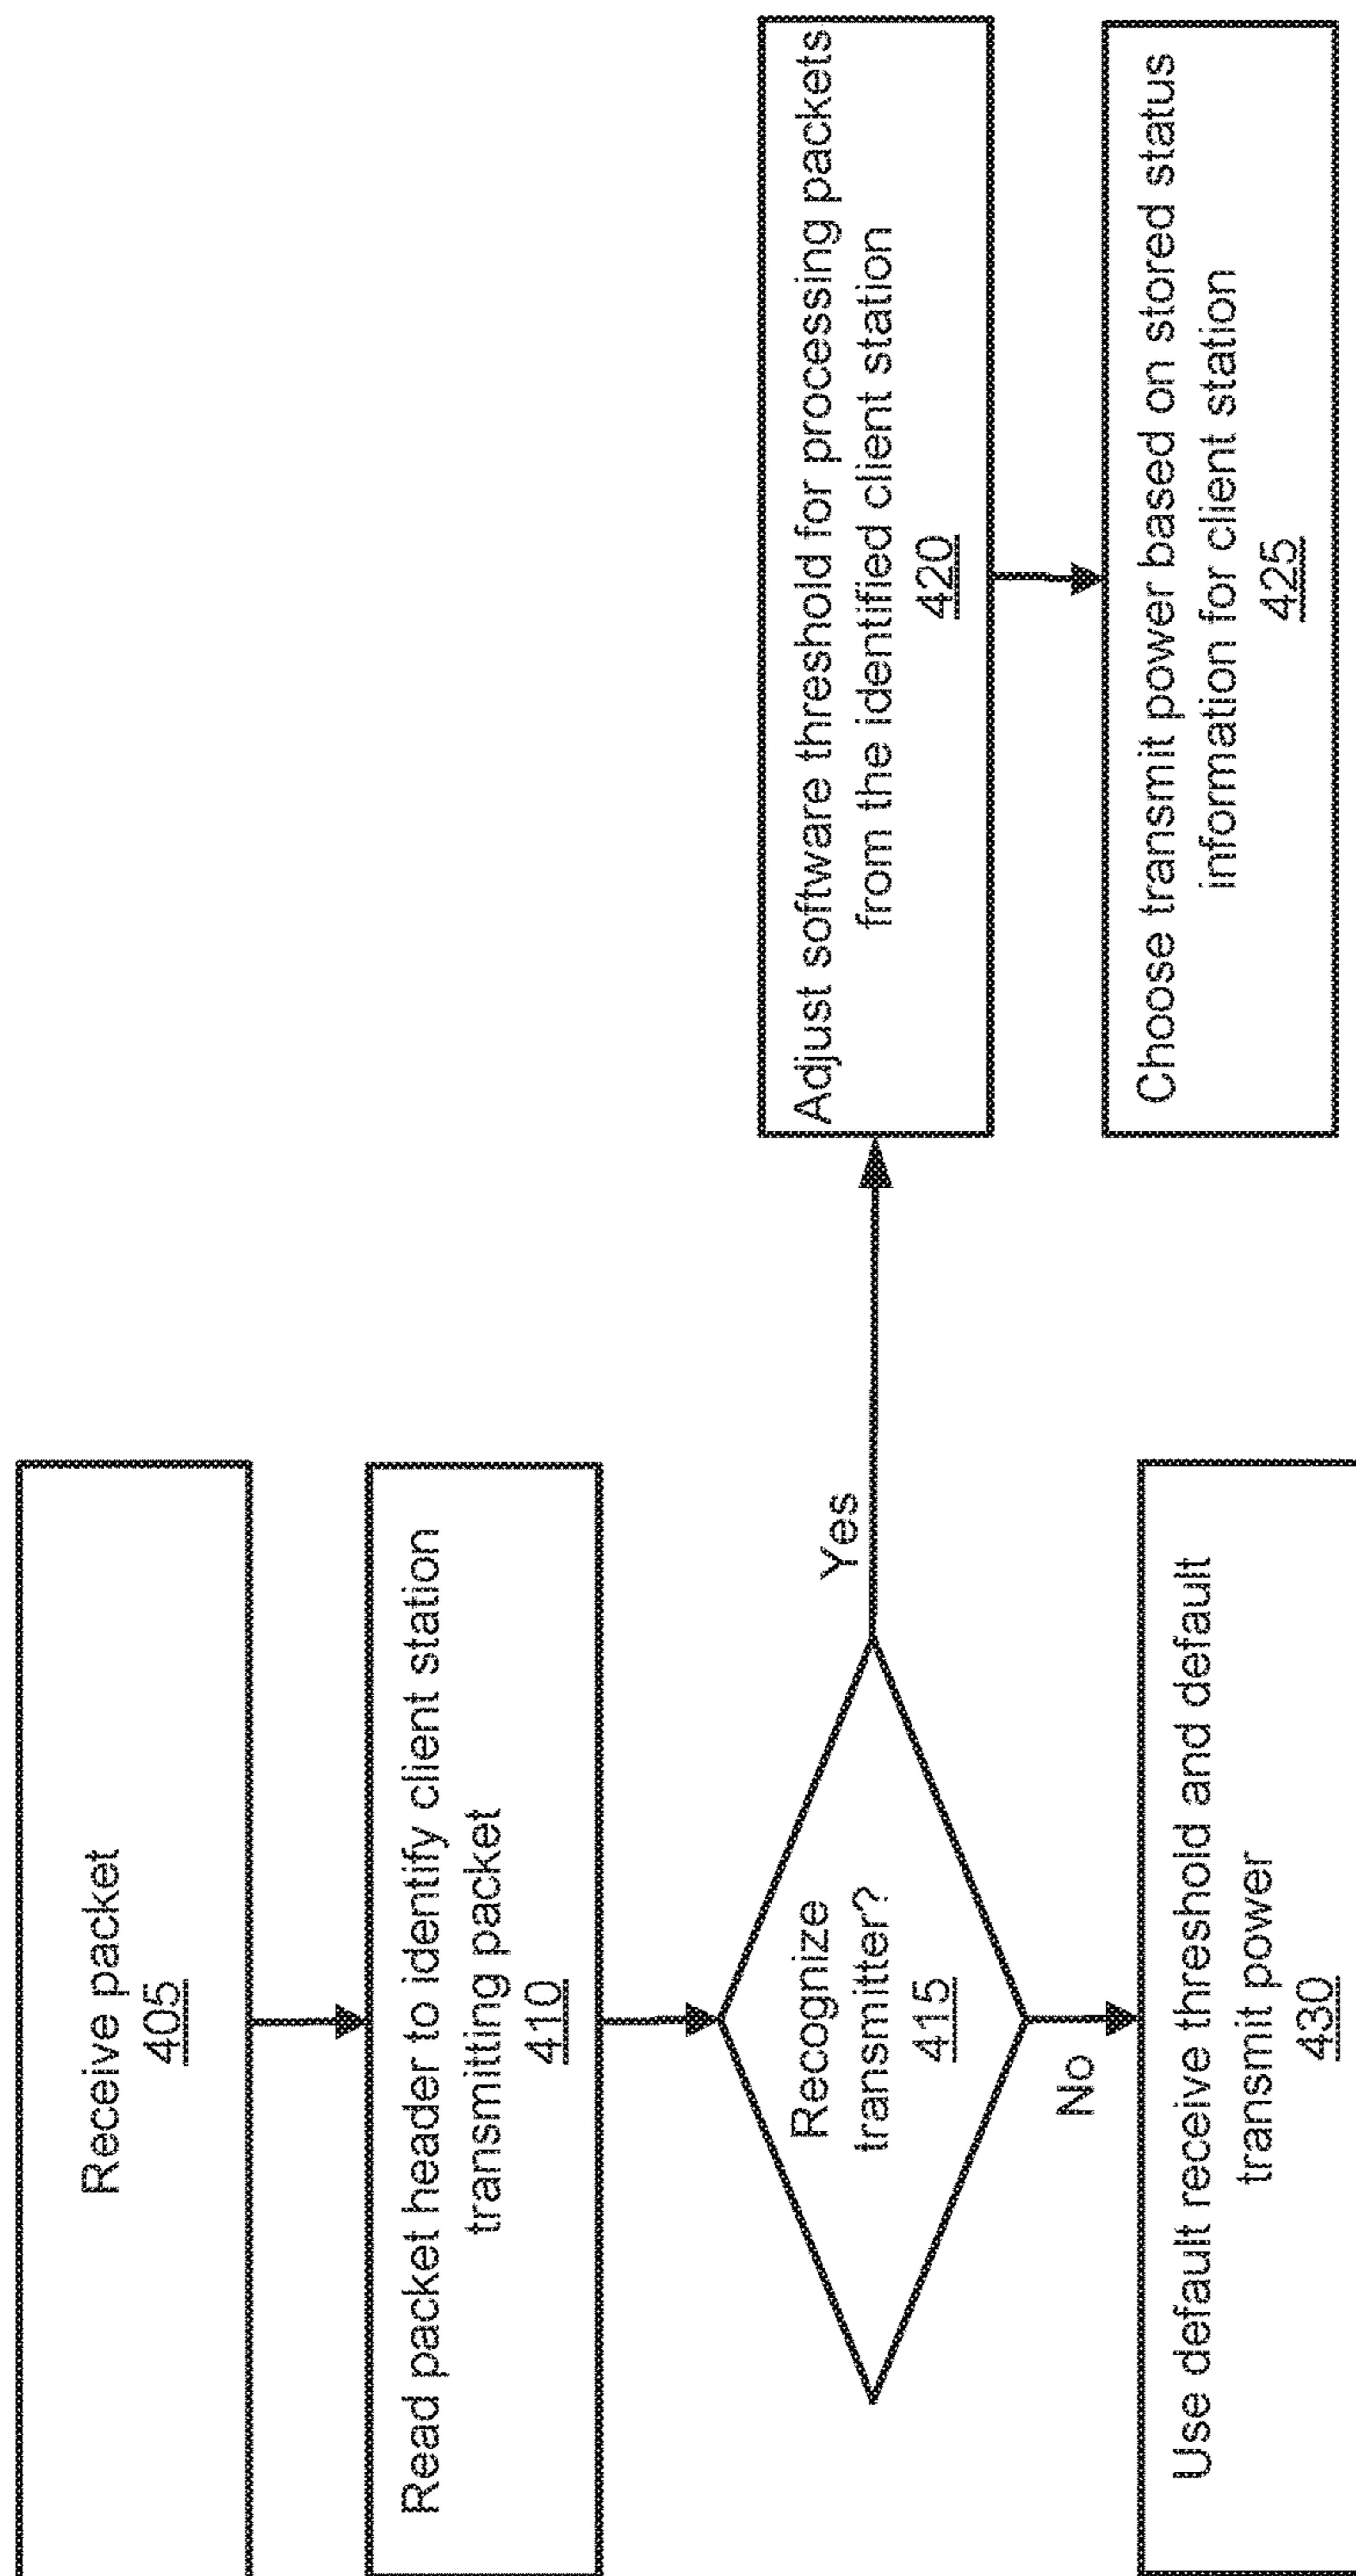 Receive packet
405
Read packet header to identify client station
transmitting packet
410
Recognize
transmitter?
415
Yes
No
Adjust software threshold for processing packets
from the identified client station
420
Choose transmit power based on stored status
information for client station
425
Use default receive threshold and default
transmit power
430